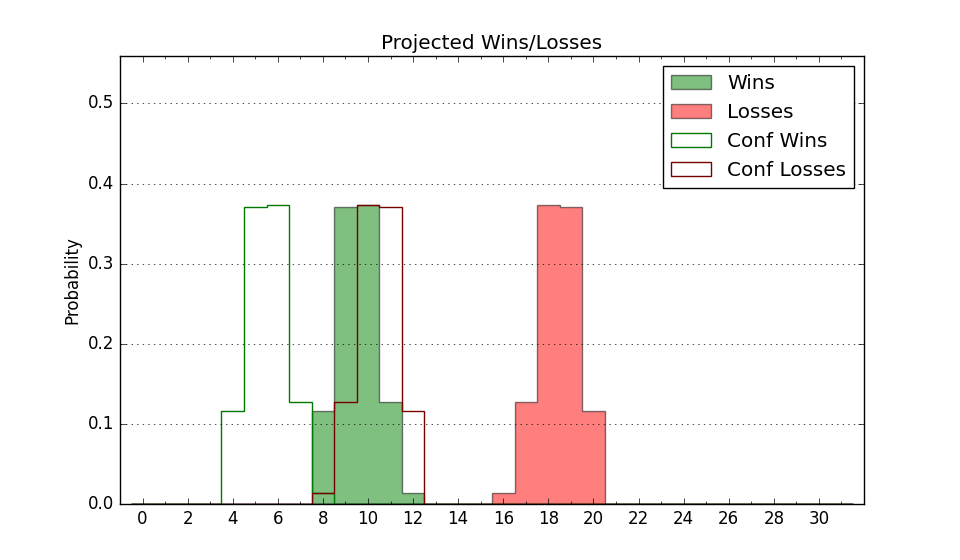 Projected Wins/Losses
Wins
Losses
Conf Wins
Conf Losses
Probability
0.5
0.4
0.3
0.2
0.1
0.0
0 2 4 6 8 10 12 14 16 18 20 22 24 26 28 30